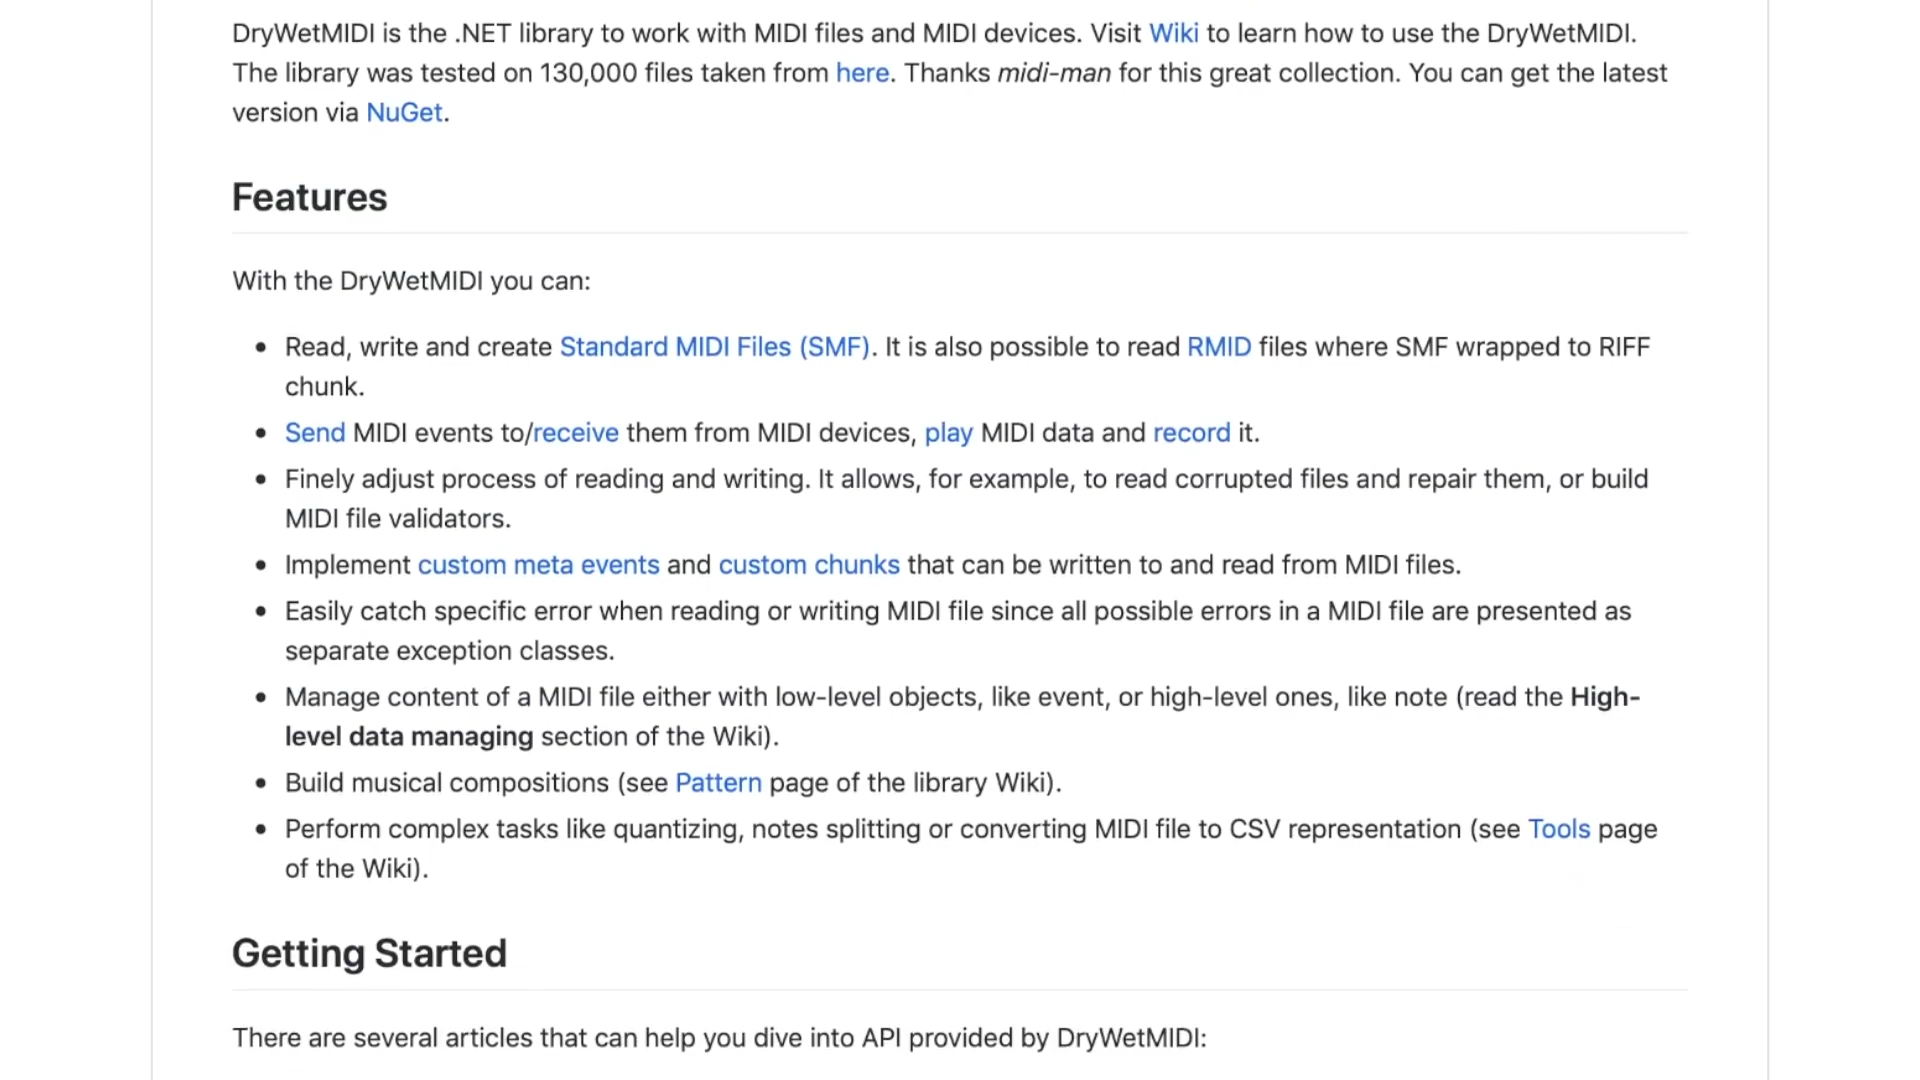 DryWetMIDI is the .NET library to work with MIDI files and MIDI devices. Visit Wiki to learn how to use the DryWetMIDI.
The library was tested on 130,000 files taken from here. Thanks midi-man for this great collection. You can get the latest
version via NuGet.
Features
With the DryWetMIDI you can:
• Read, write and create Standard MIDI Files (SMF). It is also possible to read RMID files where SMF wrapped to RIFF
chunk.
• Send MIDI events to/receive them from MIDI devices, play MIDI data and record it.
• Finely adjust process of reading and writing. It allows, for example, to read corrupted files and repair them, or build
MIDI file validators.
• Implement custom meta events and custom chunks that can be written to and read from MIDI files.
• Easily catch specific error when reading or writing MIDI file since all possible errors in a MIDI file are presented as
separate exception classes.
• Manage content of a MIDI file either with low-level objects, like event, or high-level ones, like note (read the High-
level data managing section of the Wiki).
• Build musical compositions (see Pattern page of the library Wiki).
• Perform complex tasks like quantizing, notes splitting or converting MIDI file to CSV representation (see Tools page
of the Wiki).
Getting Started
There are several articles that can help you dive into API provided by DryWetMIDI: